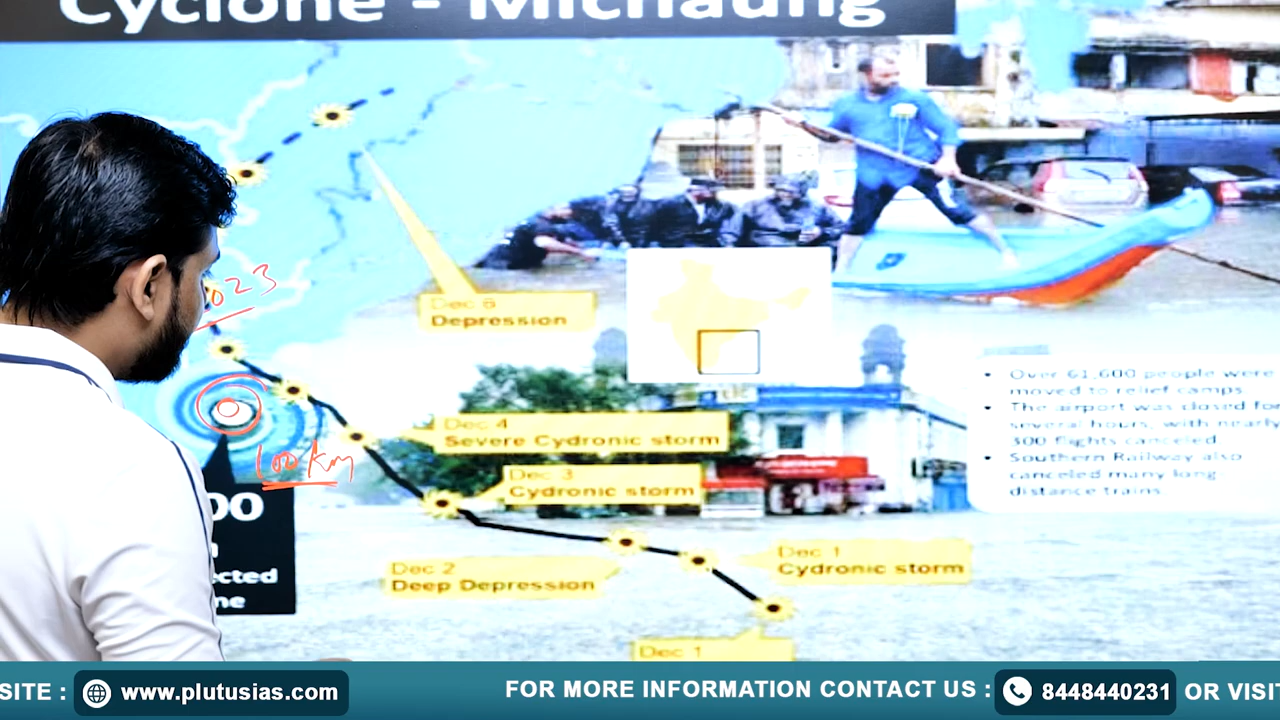 Cyclone - Michaung
2023
Dec 6
Depression
Over 61,600 people were
moved to relief camps.
The airport was closed for
several hours, with nearly
300 flights canceled.
Southern Railway also
canceled many long
distance trains.
Dec 4
Severe Cydronic storm
100 Km
Dec 3
Cydronic storm
00
ected
ne
Dec 1
Cydronic storm
Dec 2
Deep Depression
Dec 1
SITE : www.plutusias.com FOR MORE INFORMATION CONTACT US : 8448440231 OR VISIT